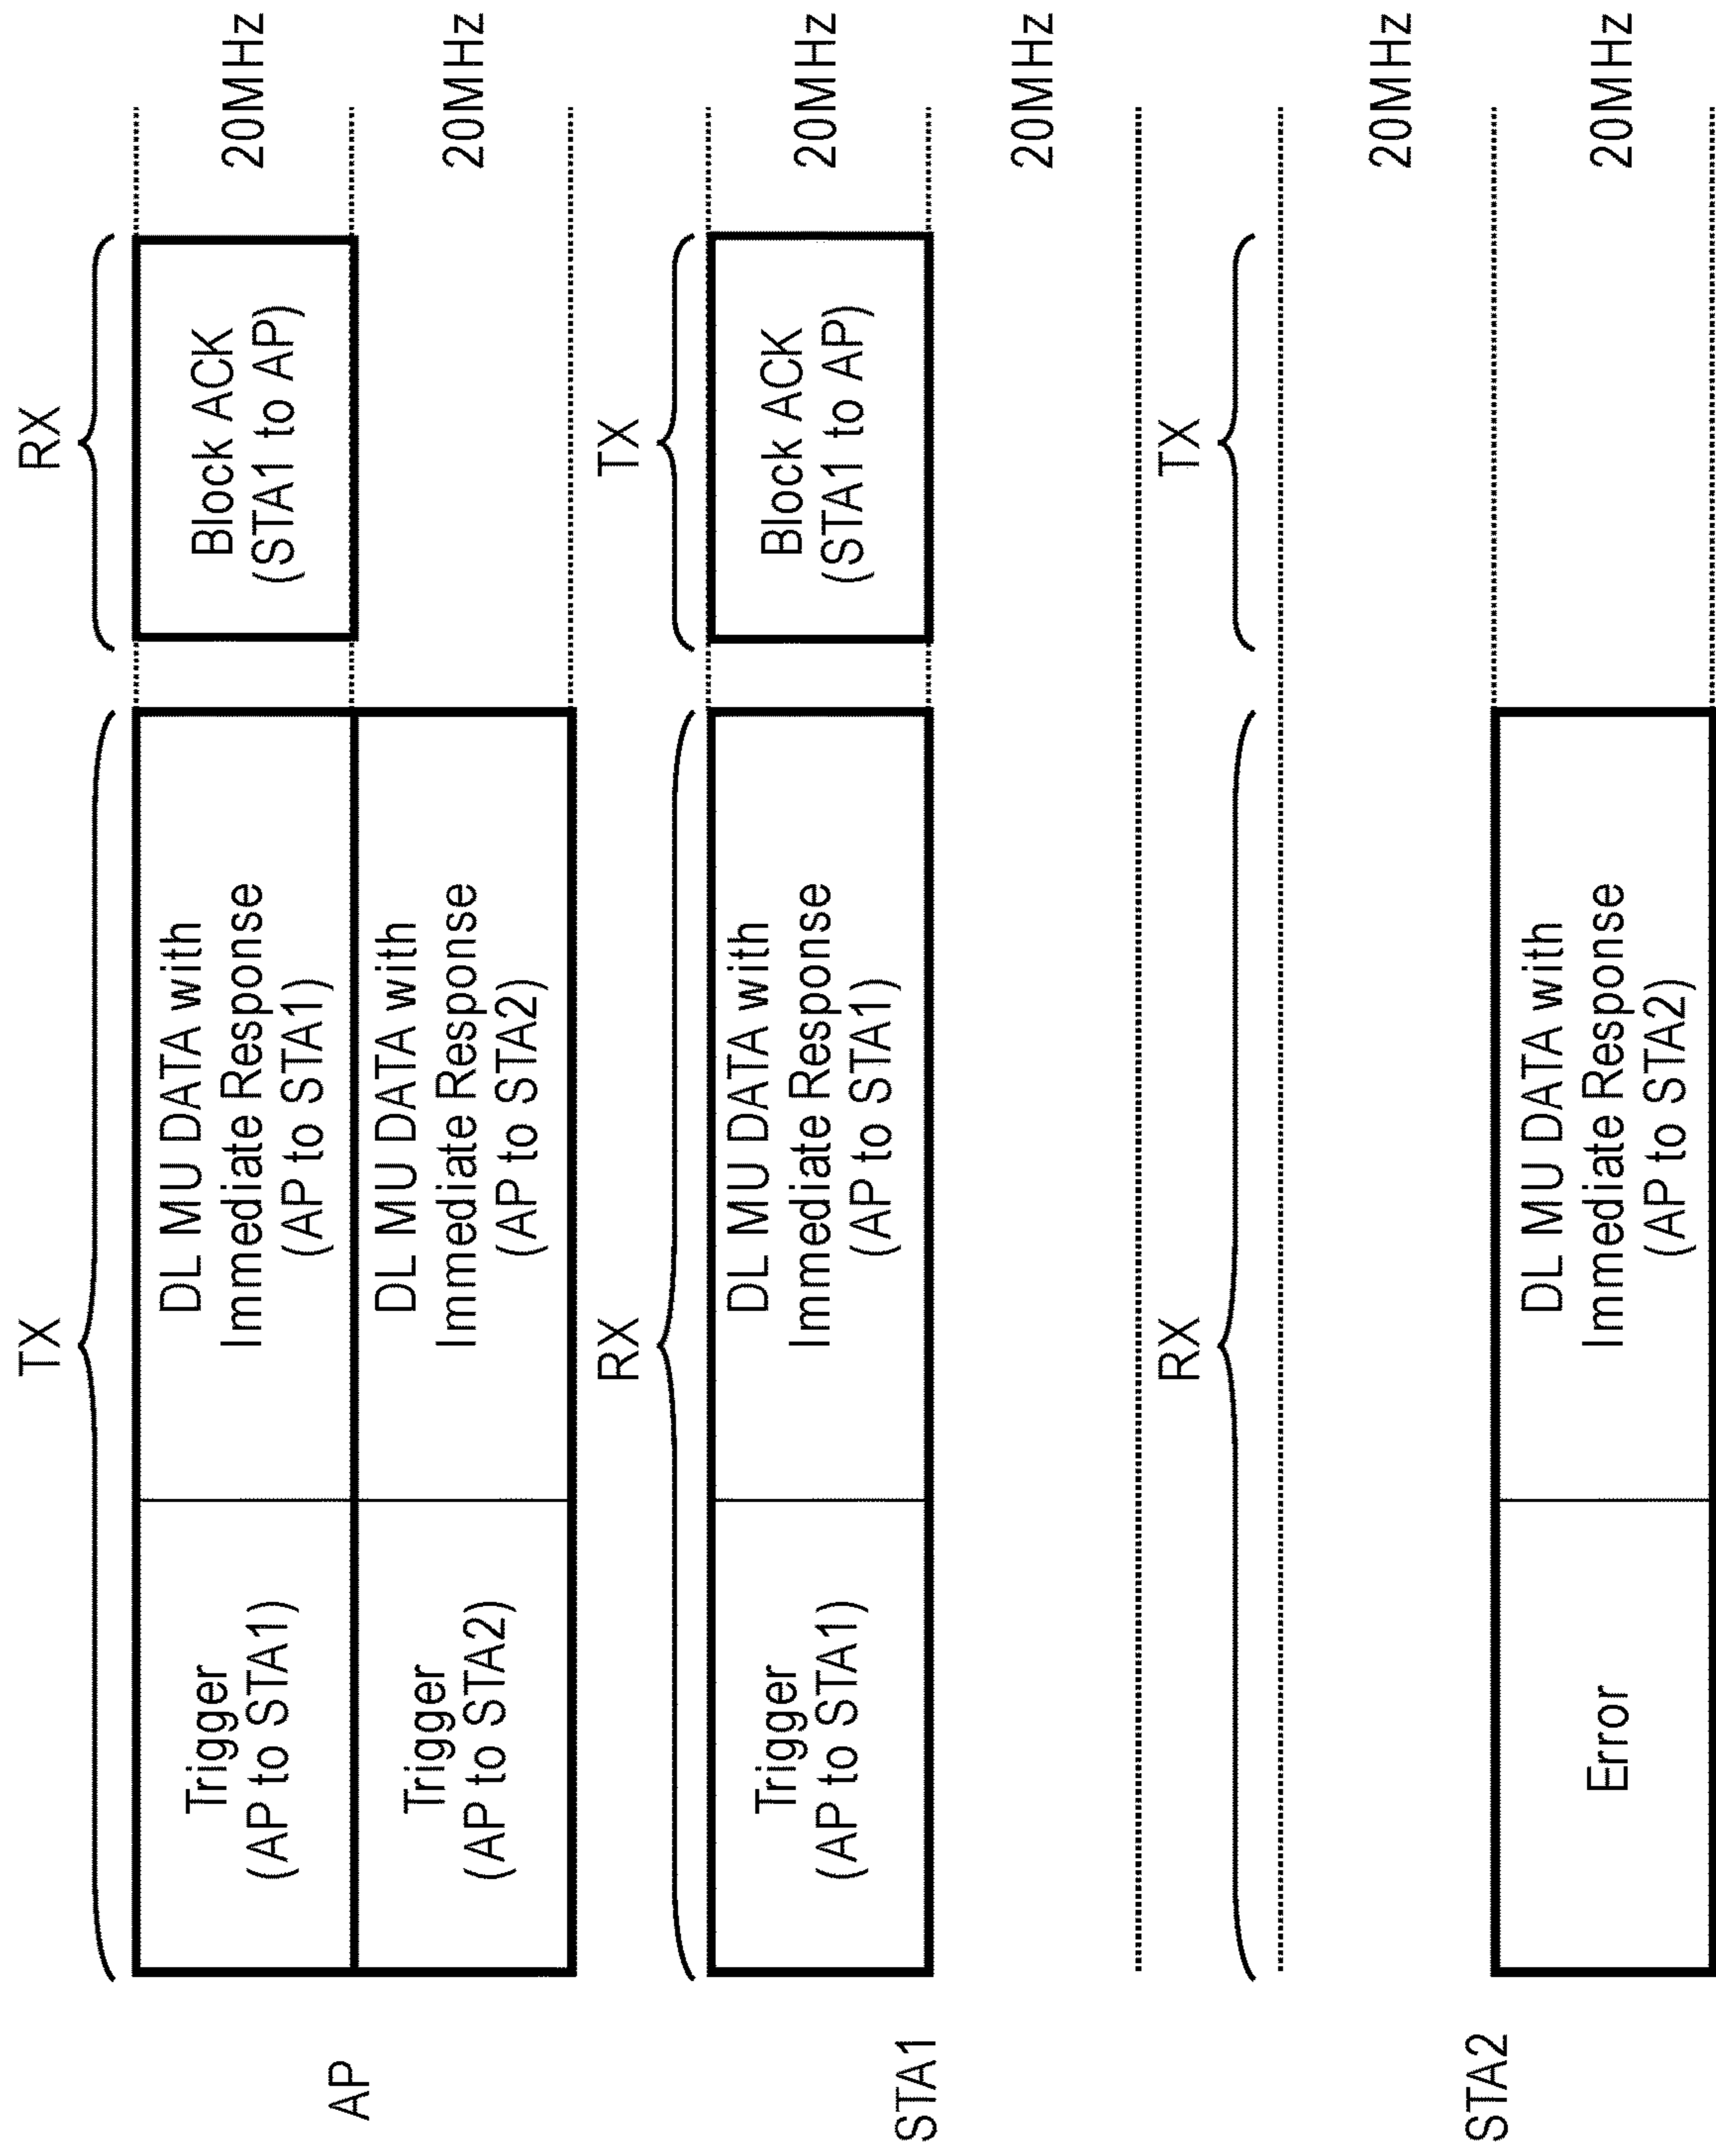 TX
RX
AP
Trigger
(AP to STA1)
DL MU DATA with
Immediate Response
(AP to STA1)
Block ACK
(STA1 to AP)
20MHz
Trigger
(AP to STA2)
DL MU DATA with
Immediate Response
(AP to STA2)
20MHz
RX
TX
STA1
Trigger
(AP to STA1)
DL MU DATA with
Immediate Response
(AP to STA1)
Block ACK
(STA1 to AP)
20MHz
20MHz
RX
TX
STA2
20MHz
Error
DL MU DATA with
Immediate Response
(AP to STA2)
20MHz